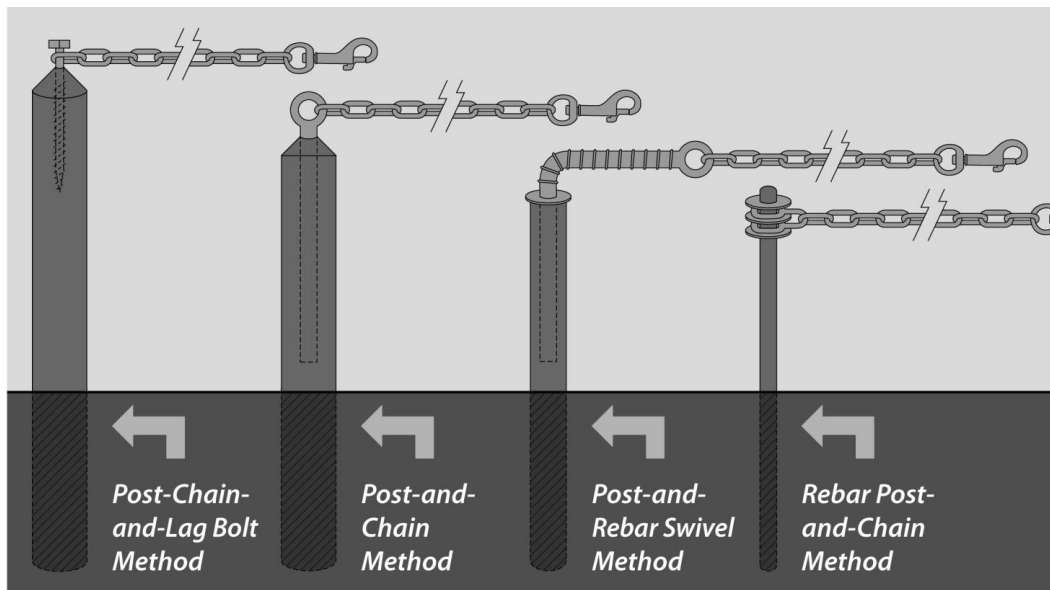 Post-Chain-
and-Lag Bolt
Method
Post-and-
Chain
Method
Post-and-
Rebar Swivel
Method
Rebar Post-
and-Chain
Method